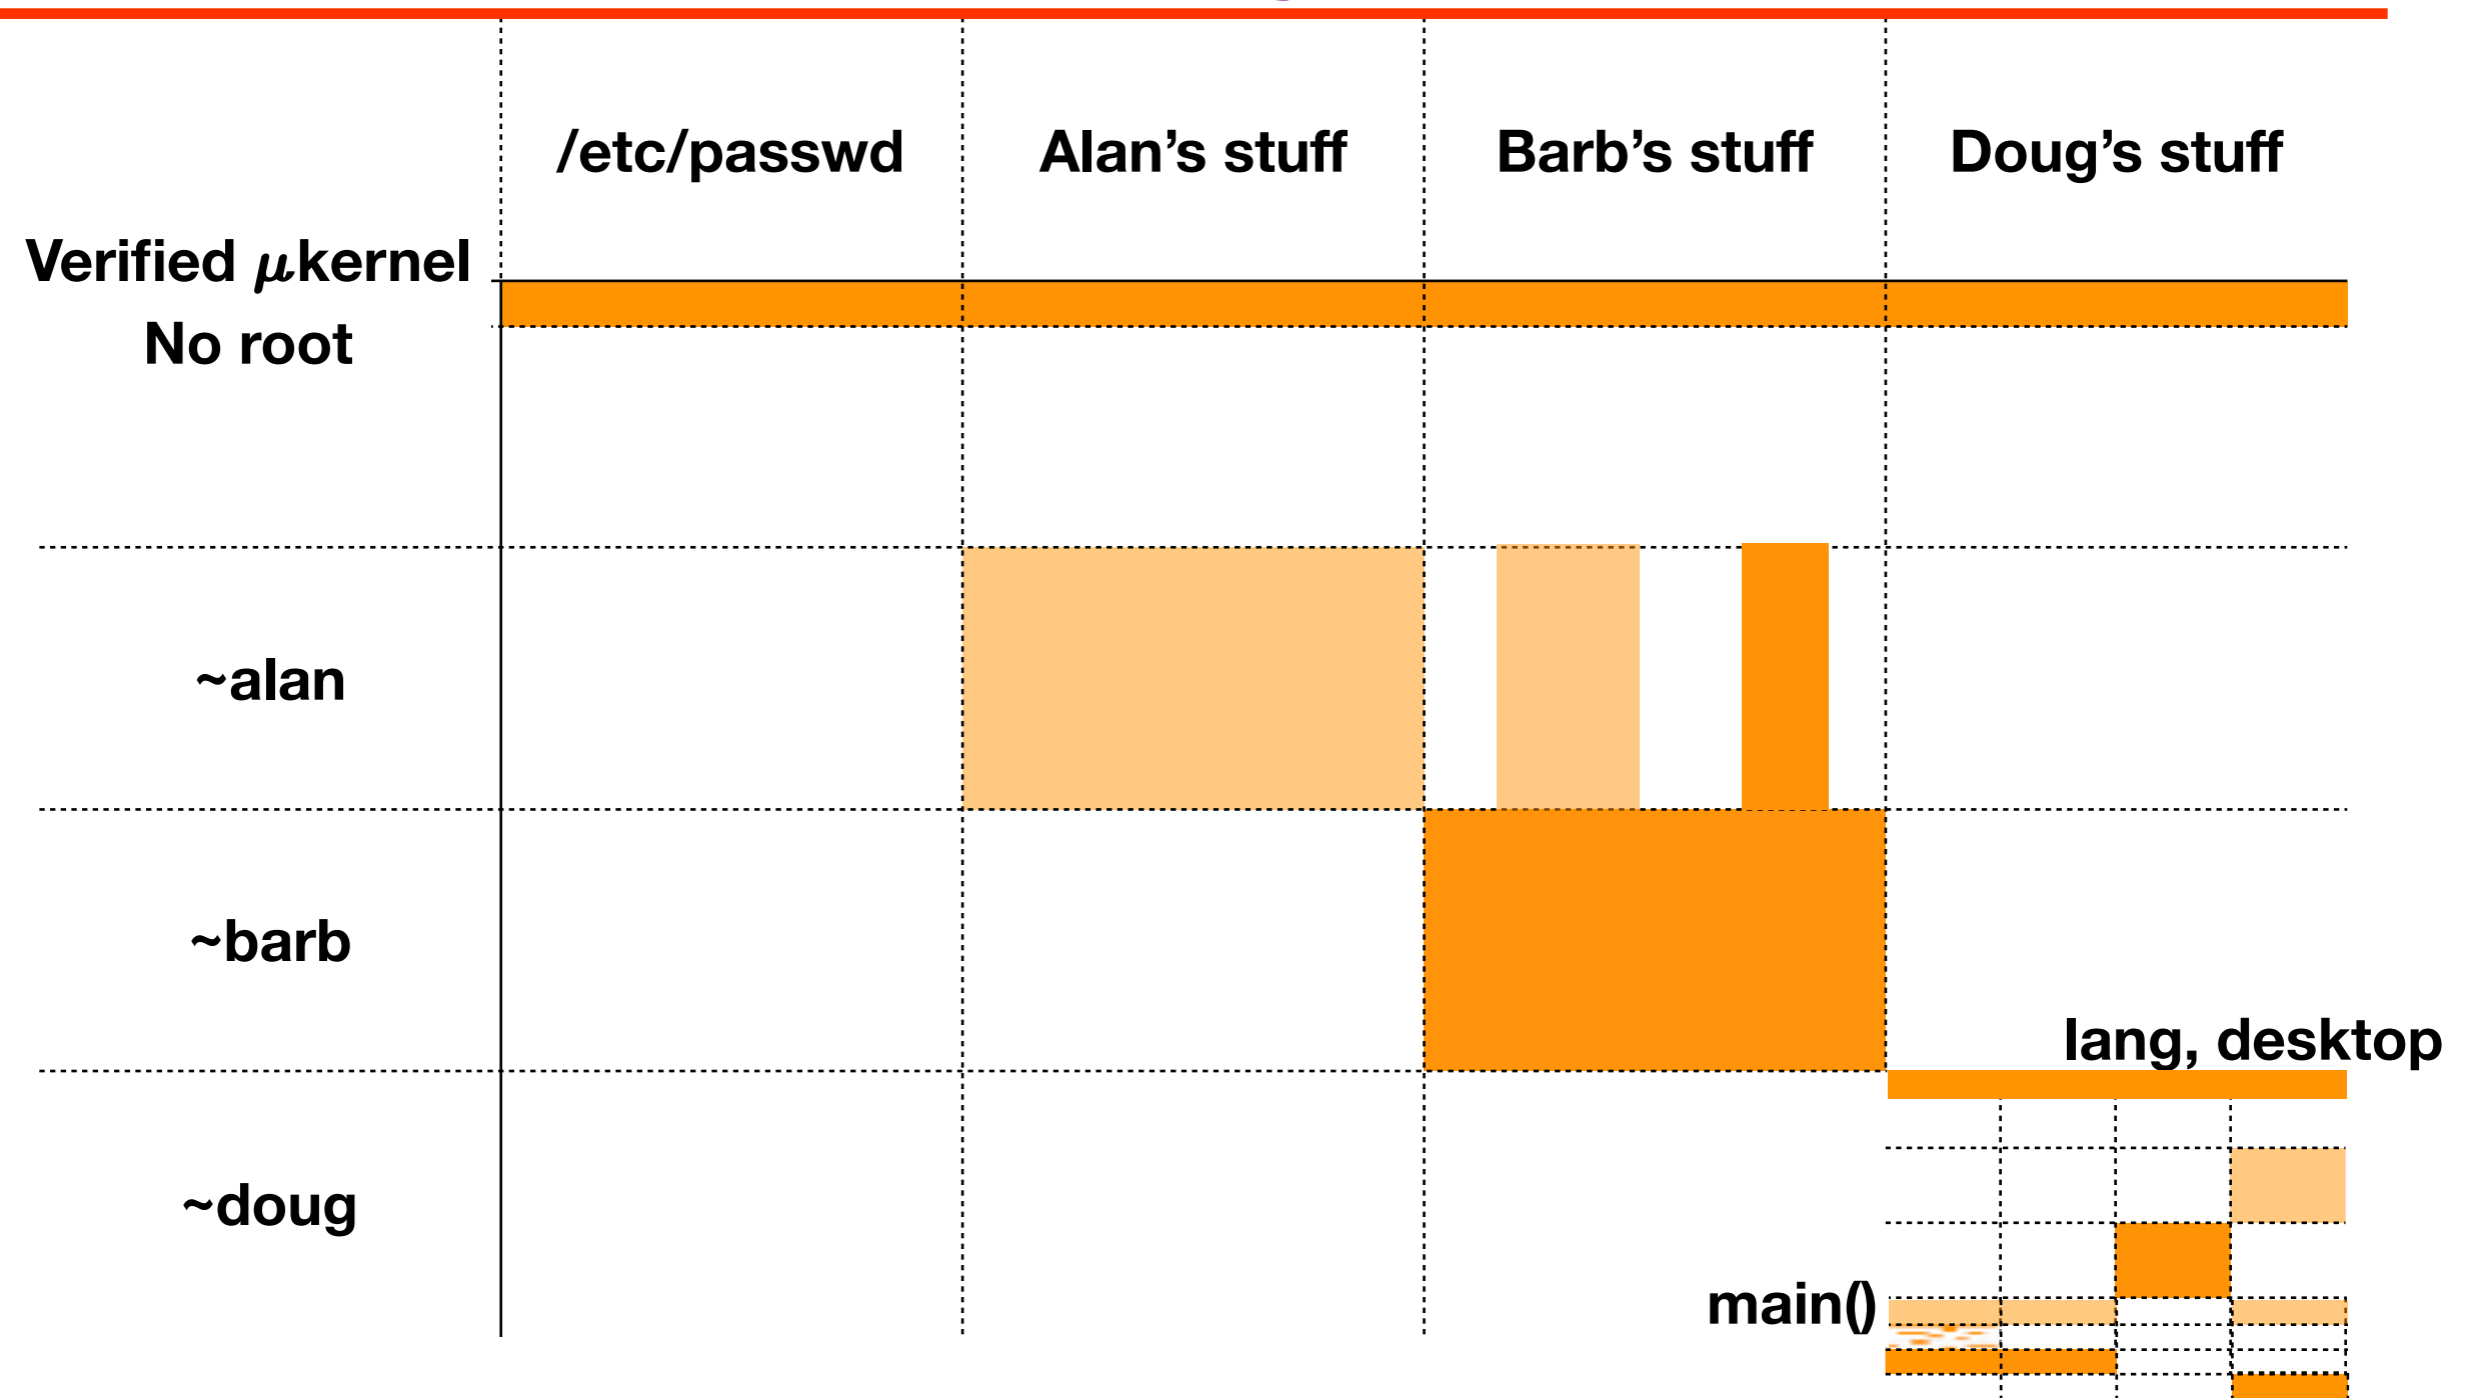 /etc/passwd Alan’s stuff Barb’s stuff Doug’s stuff
Verified μkernel
No root
~alan
~barb
lang, desktop
~doug
main()